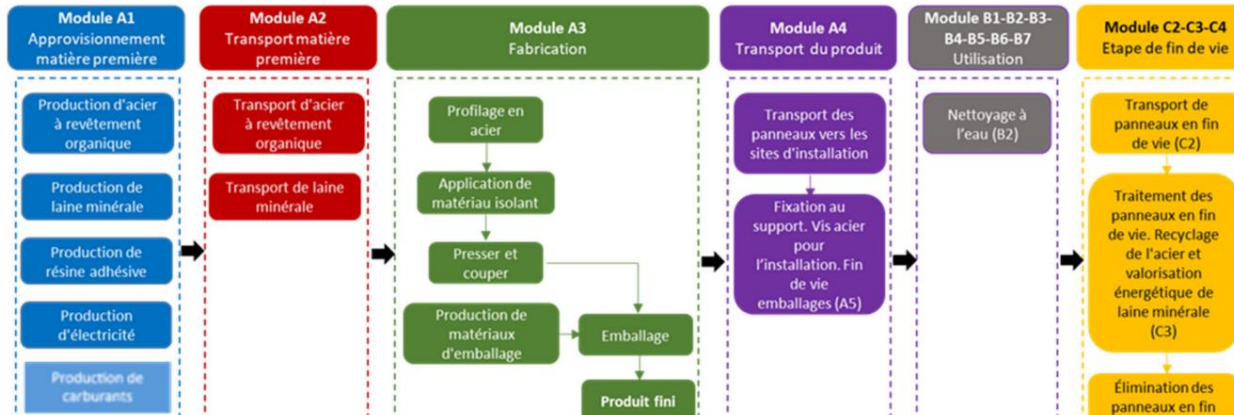 Module A1
Approvisionnement
matière première
Production d'acier
à revêtement
organique
Production de
laine minérale
Production de
résine adhésive
Production
d'électricité
Production de
carburants
Module A2
Transport matière
première
Transport d'acier
à revêtement
organique
Transport de laine
minérale
Module A3
Fabrication
Profilage en
acier
Application de
matériau isolant
Presser et
couper
Production de
matériaux
d'emballage
Emballage
Produit fini
Module A4
Transport du produit
Transport des
panneaux vers les
sites d'installation
Fixation au
support. Vis acier
pour
l'installation. Fin
de vie
emballages (A5)
Module B1-B2-B3-
B4-B5-B6-B7
Utilisation
Nettoyage à
l'eau (B2)
Module C2-C3-C4
Etape de fin de vie
Transport de
panneaux en fin
de vie (C2)
Traitement des
panneaux en fin
de vie. Recyclage
de l'acier et
valorisation
énergétique de
laine minérale
(C3)
Élimination des
panneaux en fin